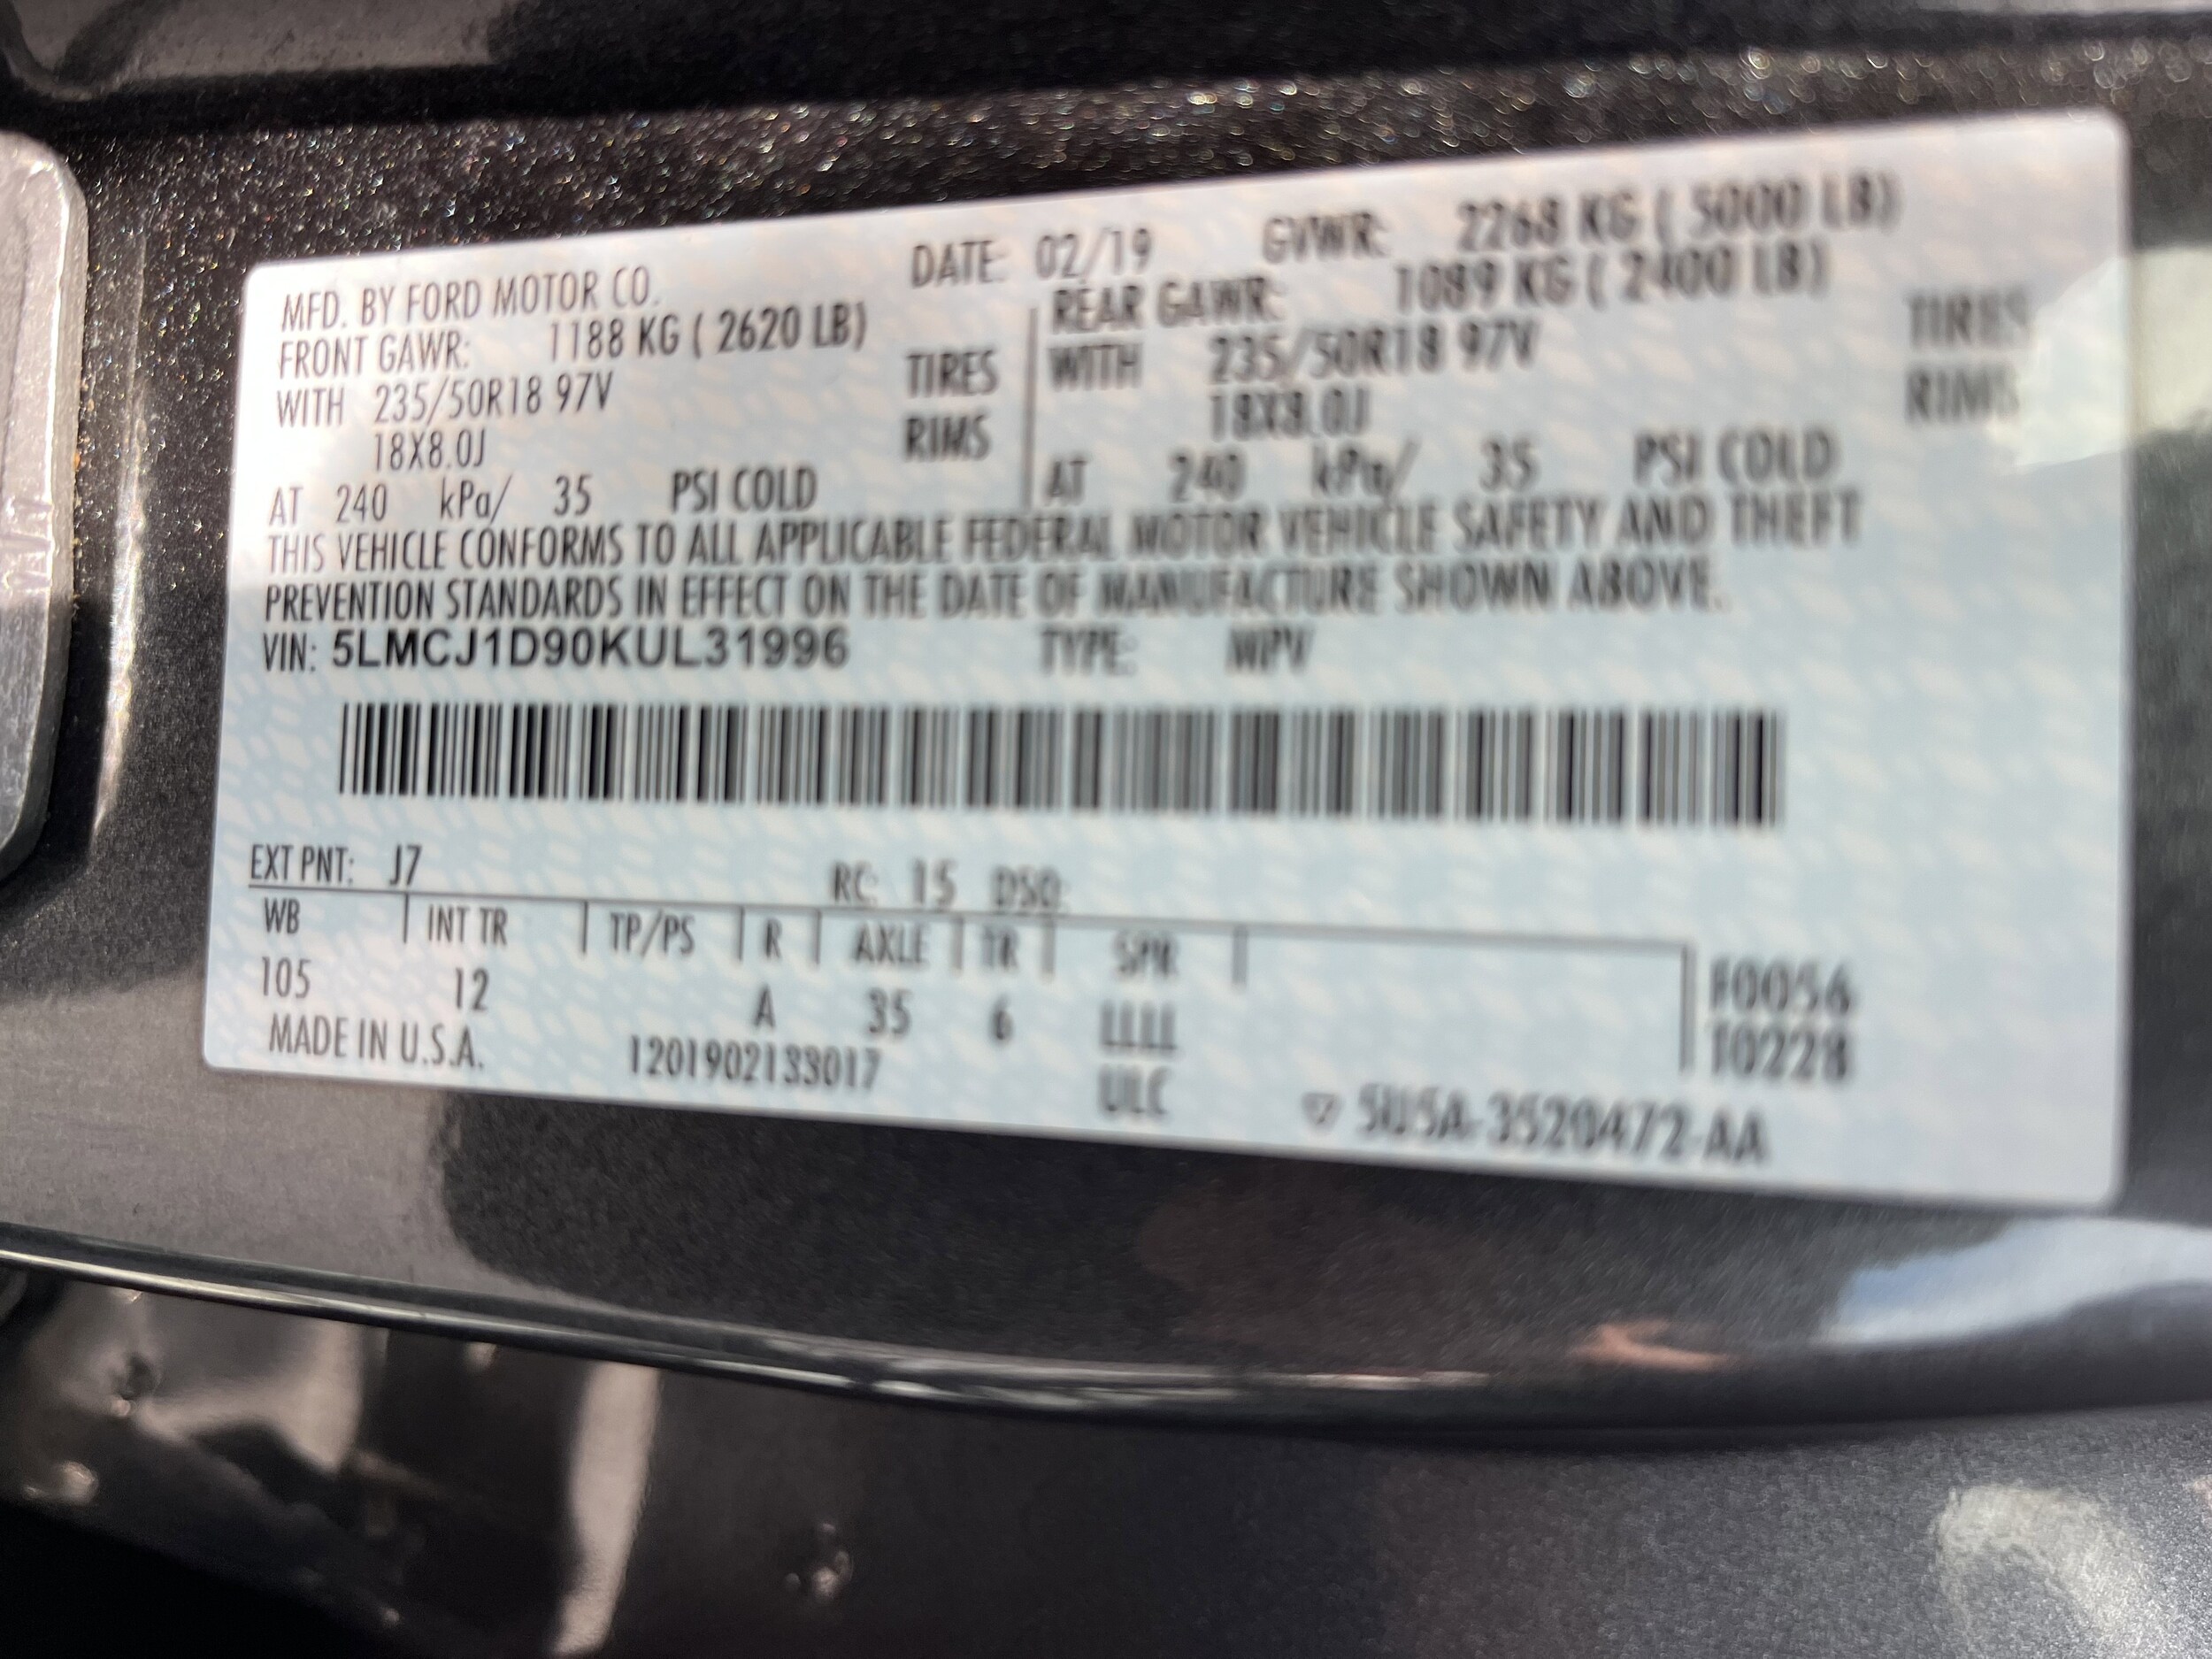 MFD. BY FORD MOTOR CO. DATE: 02/19 GVWR: 2268 KG ( 5000 LB)
FRONT GAWR: 1188 KG ( 2620 LB) REAR GAWR: 1089 KG ( 2400 LB)
WITH 235/50R18 97V TIRES WITH 235/50R18 97V TIRES
18X8.0J RIMS 18X8.0J RIMS
AT 240 kPa/ 35 PSI COLD AT 240 kPa/ 35 PSI COLD
THIS VEHICLE CONFORMS TO ALL APPLICABLE FEDERAL MOTOR VEHICLE SAFETY AND THEFT
PREVENTION STANDARDS IN EFFECT ON THE DATE OF MANUFACTURE SHOWN ABOVE.
VIN: 5LMCJ1D90KUL31996 TYPE: MPV
EXT PNT: J7 RC: 15 DSO:
WB INT TR TP/PS R AXLE TR SPR
105 12 A 35 6 LLLL
F0056
T0228
MADE IN U.S.A. 1201902133017 ULC
5U5A-3520472-AA